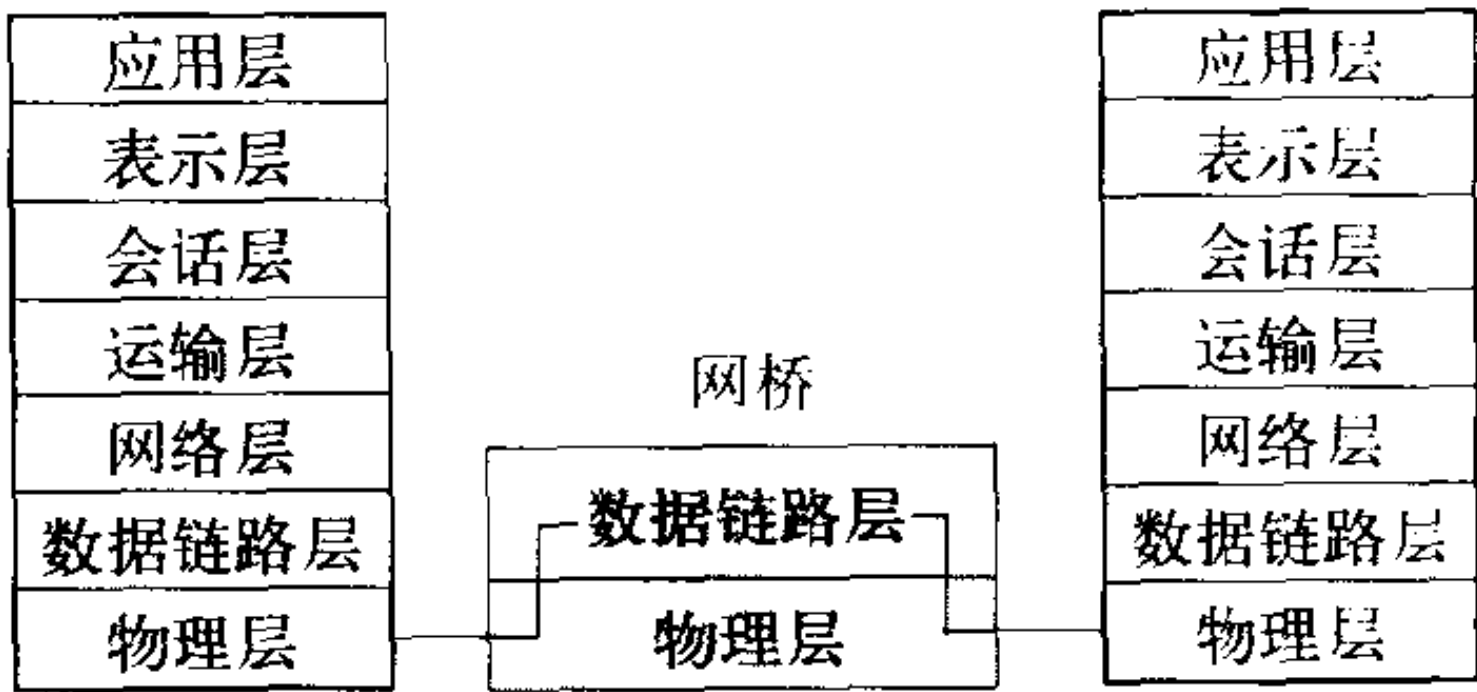 应用层
表示层
会话层
运输层
网络层
数据链路层
物理层
网桥
数据链路层
物理层
应用层
表示层
会话层
运输层
网络层
数据链路层
物理层